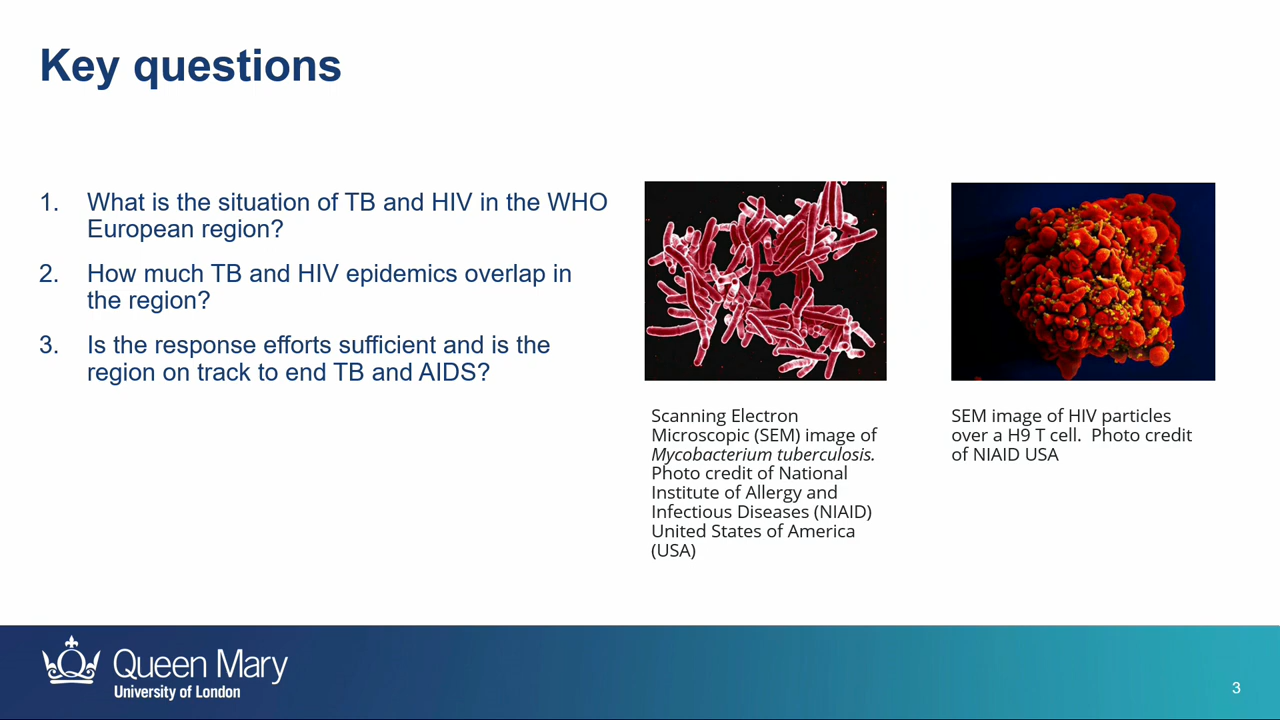 Key questions
1. What is the situation of TB and HIV in the WHO
European region?
2. How much TB and HIV epidemics overlap in
the region?
3. Is the response efforts sufficient and is the
region on track to end TB and AIDS?
Scanning Electron
Microscopic (SEM) image of
Mycobacterium tuberculosis.
Photo credit of National
Institute of Allergy and
Infectious Diseases (NIAID)
United States of America
(USA)
SEM image of HIV particles
over a H9 T cell.  Photo credit
of NIAID USA
Queen Mary
University of London
3